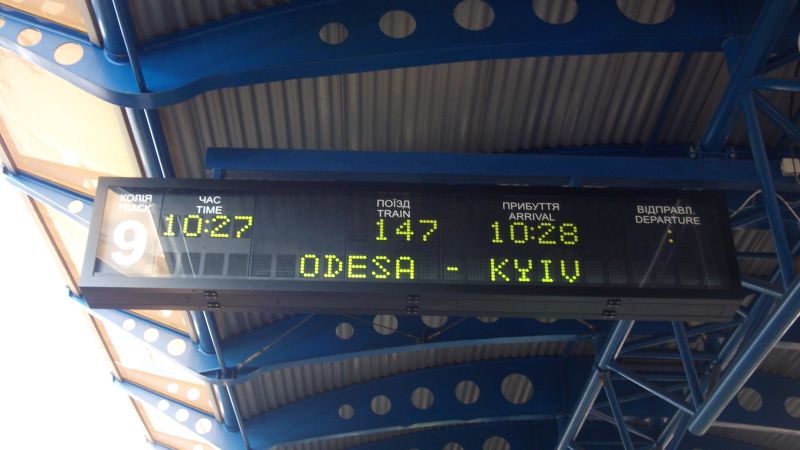 КОЛІЯ ЧАС ПОЇЗД ПРИБУТТЯ ВІДПРАВЛ.
TRACK TIME TRAIN ARRIVAL DEPARTURE
9 10:27 147 10:28 :
ODESA - KYIV